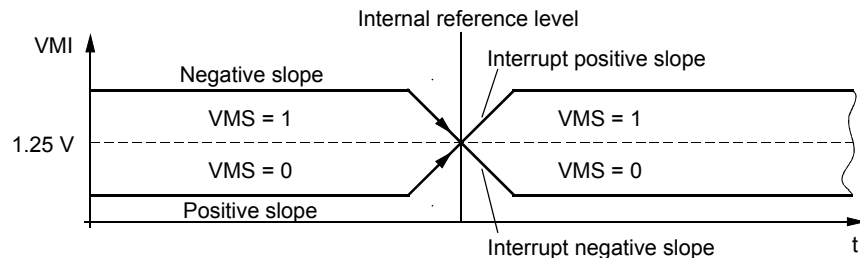 Internal reference level
VMI
Interrupt positive slope
Negative slope
VMS = 1
VMS = 1
1.25 V
VMS = 0
VMS = 0
Positive slope
Interrupt negative slope
t